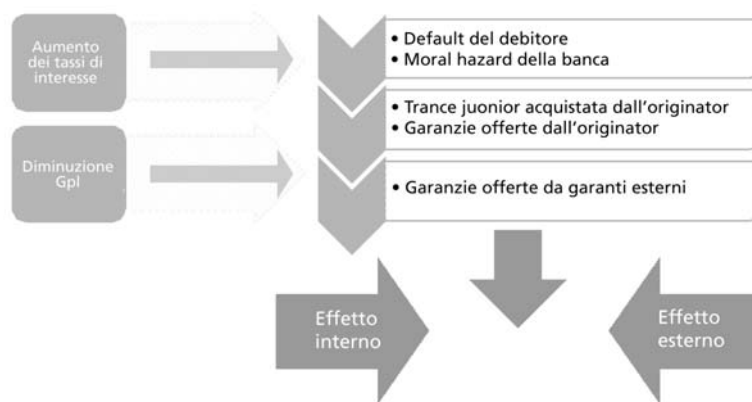 Aumento
dei tassi di
interesse
• Default del debitore
• Moral hazard della banca
• Trance juonior acquistata dall'originator
• Garanzie offerte dall'originator
Diminuzione
Gpl
• Garanzie offerte da garanti esterni
Effetto
interno
Effetto
esterno